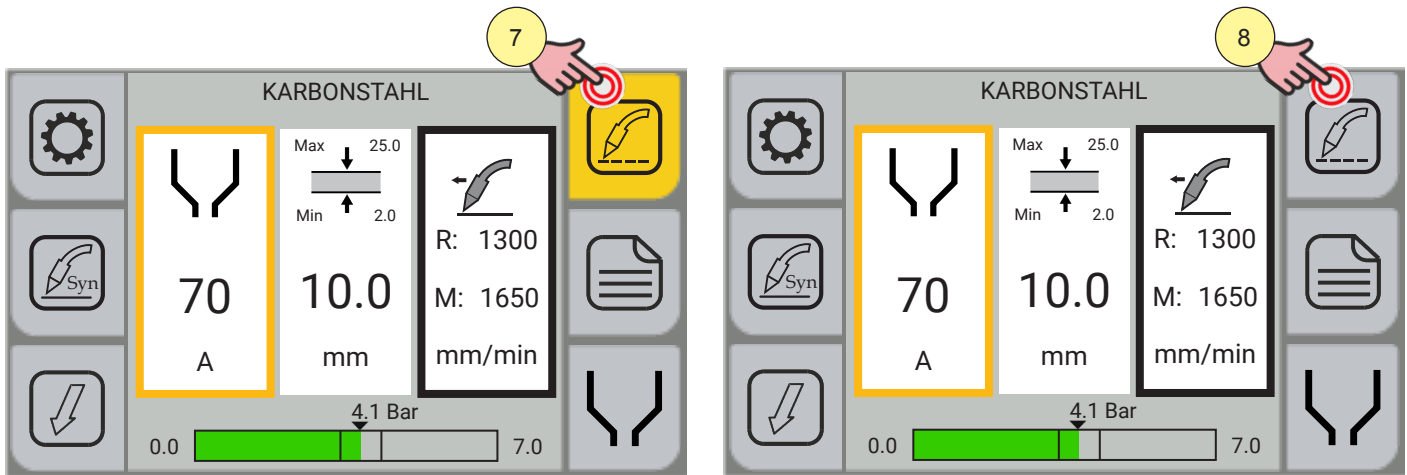 7
KARBONSTAHL
Max 25.0
Min 2.0
Syn
70
A
10.0
mm
R: 1300
M: 1650
mm/min
4.1 Bar
0.0 7.0
8
KARBONSTAHL
Max 25.0
Min 2.0
Syn
70
A
10.0
mm
R: 1300
M: 1650
mm/min
4.1 Bar
0.0 7.0